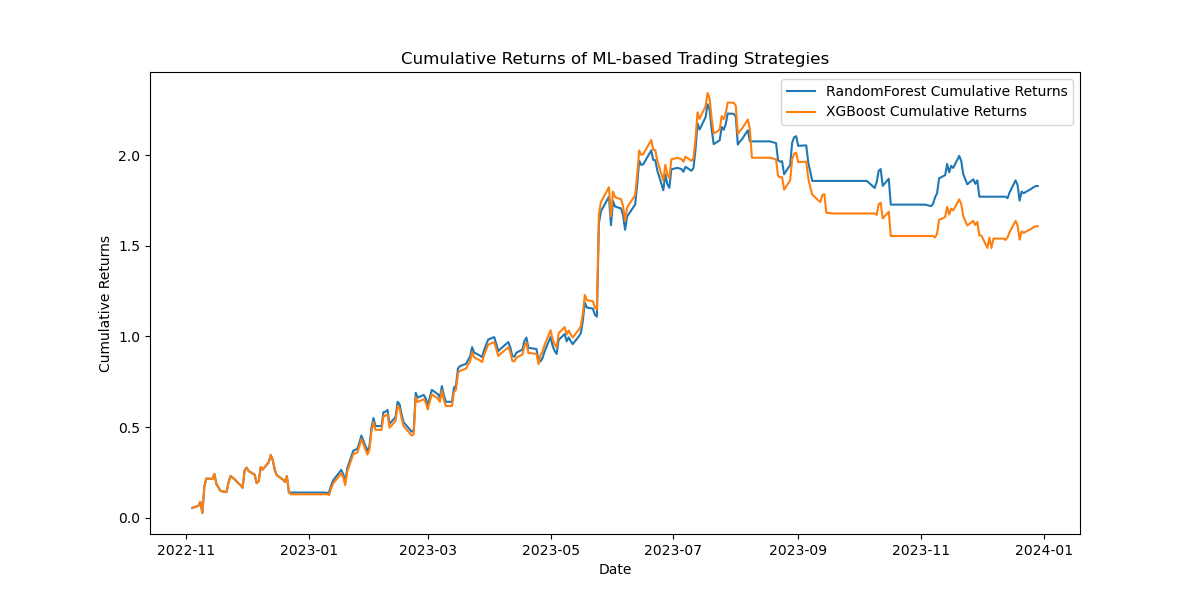 Cumulative Returns of ML-based Trading Strategies
RandomForest Cumulative Returns
XGBoost Cumulative Returns
Cumulative Returns
2.0
1.5
1.0
0.5
0.0
2022-11 2023-01 2023-03 2023-05 2023-07 2023-09 2023-11 2024-01
Date